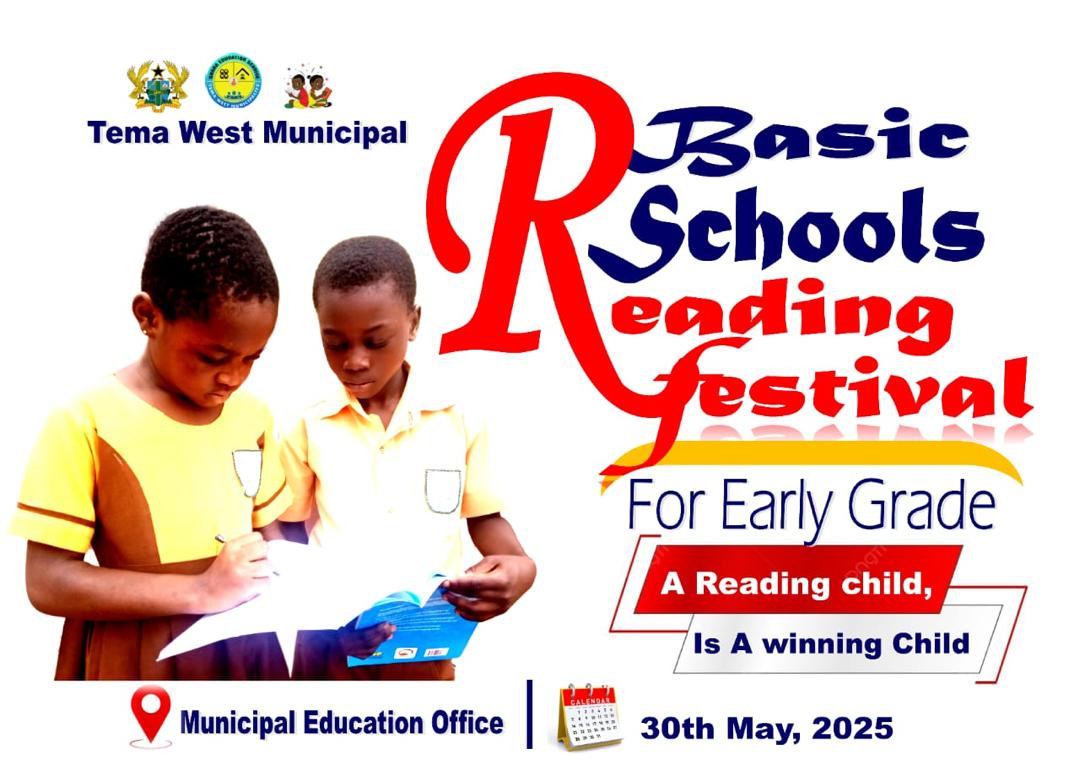 Tema West Municipal
Basic
Schools
Reading
festival
For Early Grade
A Reading child,
Is A winning Child
Municipal Education Office
CALENDAR
30th May, 2025